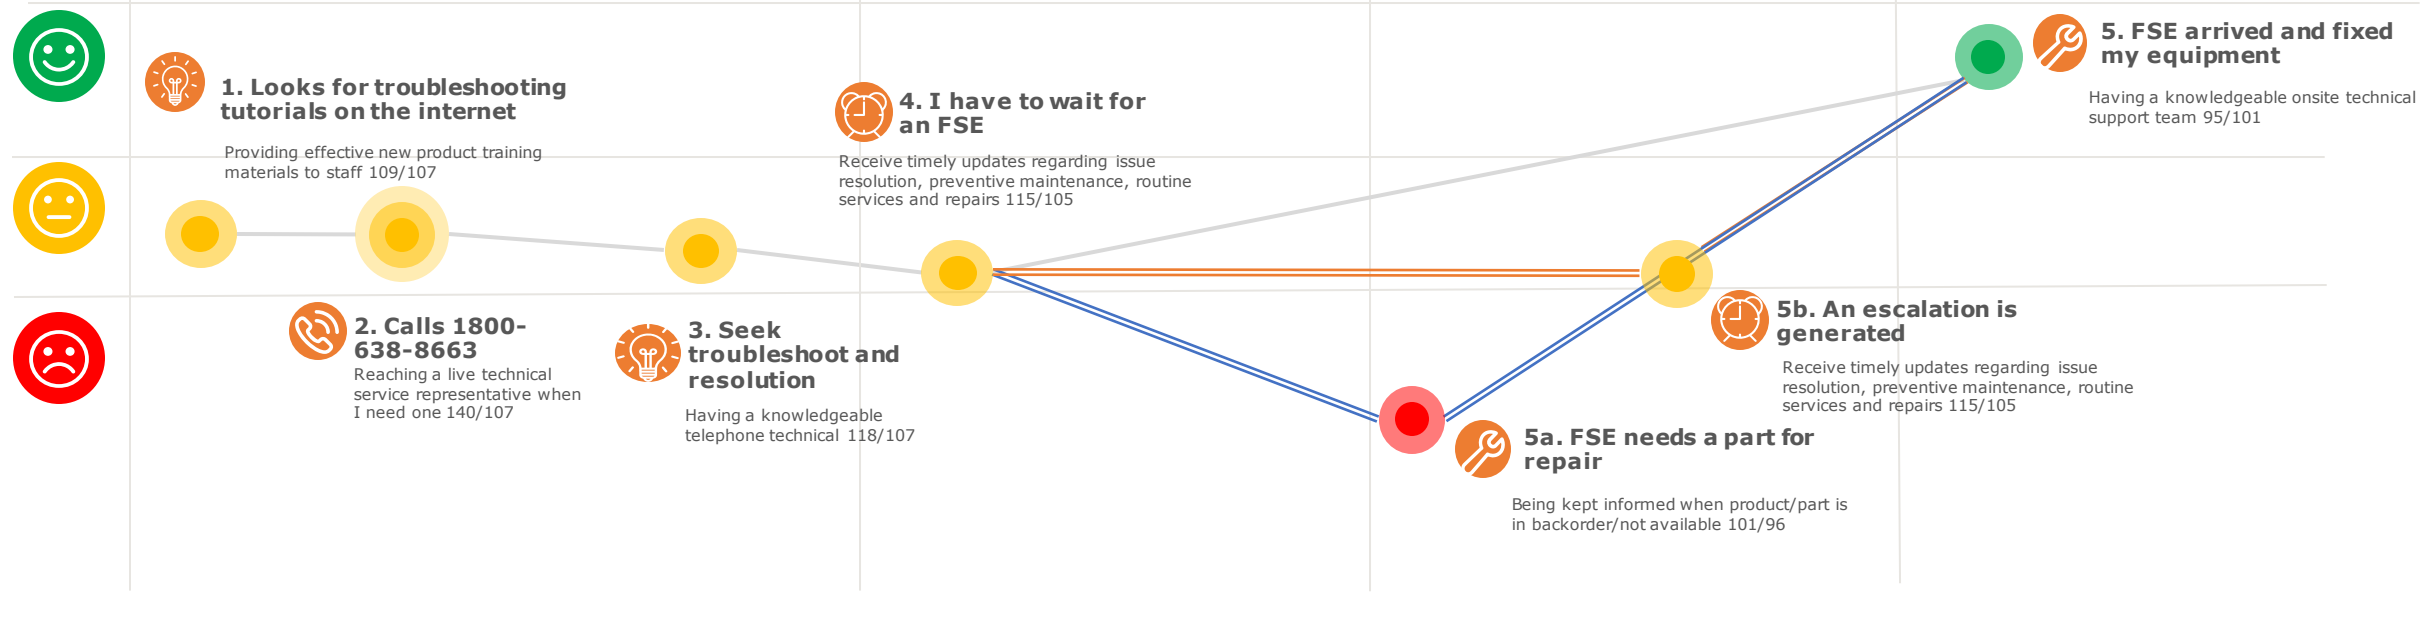 1. Looks for troubleshooting
tutorials on the internet
Providing effective new product training
materials to staff 109/107
2. Calls 1800-
638-8663
Reaching a live technical
service representative when
I need one 140/107
3. Seek
troubleshoot and
resolution
Having a knowledgeable
telephone technical 118/107
4. I have to wait for
an FSE
Receive timely updates regarding issue
resolution, preventive maintenance, routine
services and repairs 115/105
5. FSE arrived and fixed
my equipment
Having a knowledgeable onsite technical
support team 95/101
5a. FSE needs a part for
repair
Being kept informed when product/part is
in backorder/not available 101/96
5b. An escalation is
generated
Receive timely updates regarding issue
resolution, preventive maintenance, routine
services and repairs 115/105